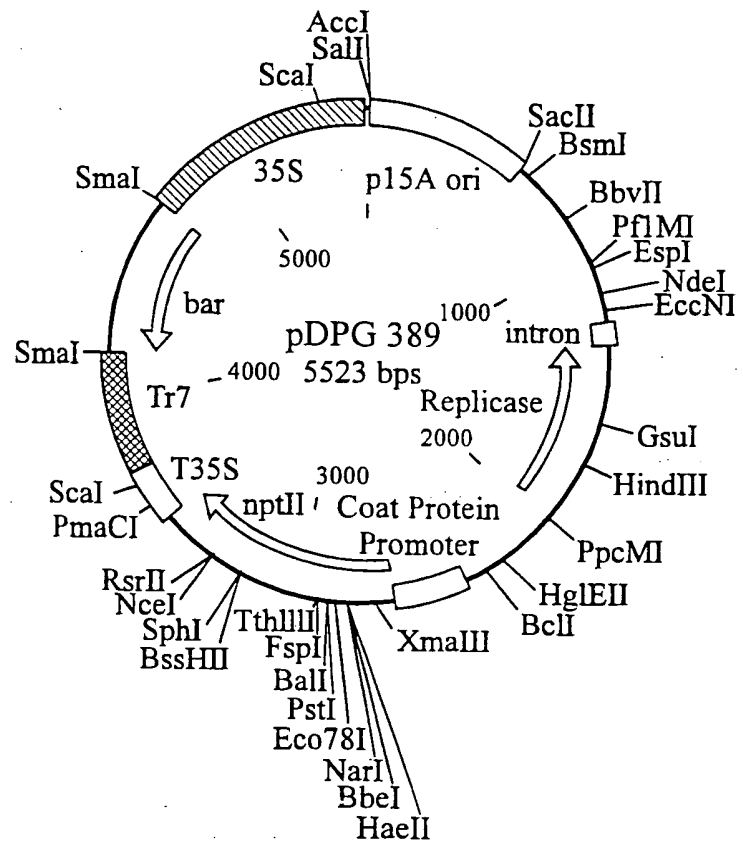 AccI
SalI
ScaI
SacII
BsmI
SmaI
35S
p15A ori
BbvII
PflMI
EspI
5000
NdeI
EccNI
bar
1000
intron
pDPG 389
5523 bps
SmaI
4000
Tr7
Replicase
2000
GsuI
T35S
3000
HindIII
ScaI
nptII
Coat Protein
Promoter
PmaCI
PpcMI
RsrII
HglEII
NceI
BclI
SphI
TthlllI
XmaIII
BssHII
FspI
BalI
PstI
Eco78I
NarI
BbeI
HaeII